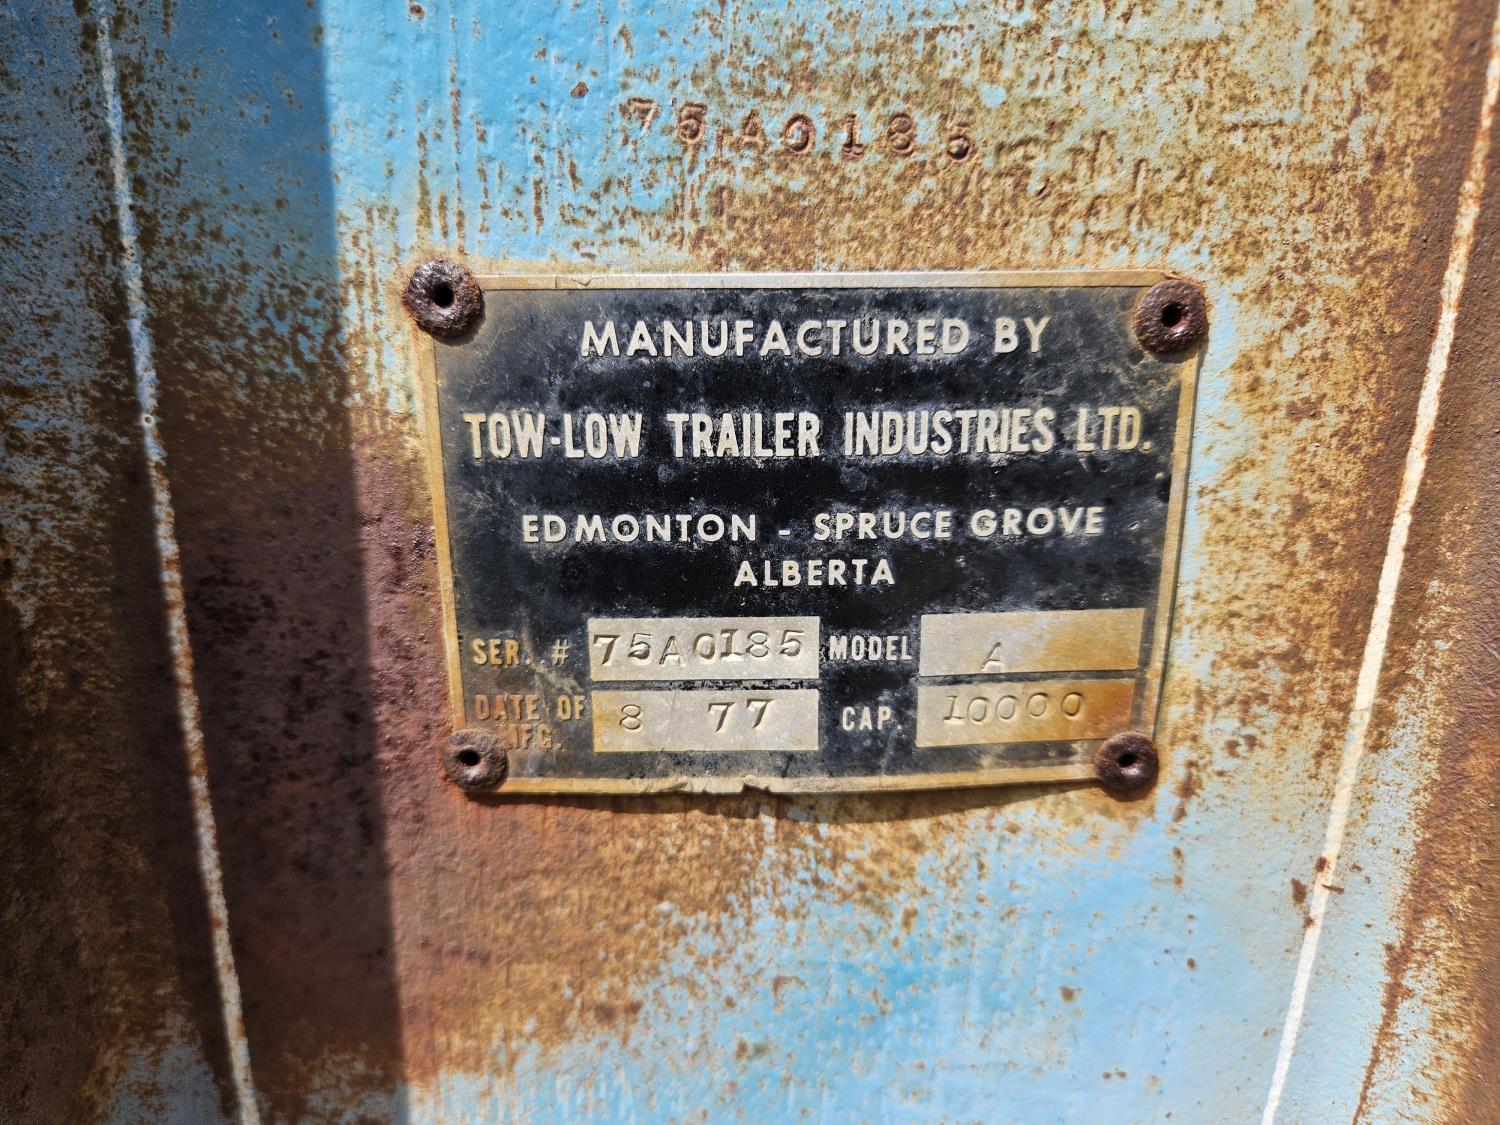 75A0185
MANUFACTURED BY
TOW-LOW TRAILER INDUSTRIES LTD.
EDMONTON - SPRUCE GROVE
ALBERTA
SER. # 75A0185 MODEL A
DATE OF MFG. 8 77 CAP. 10000